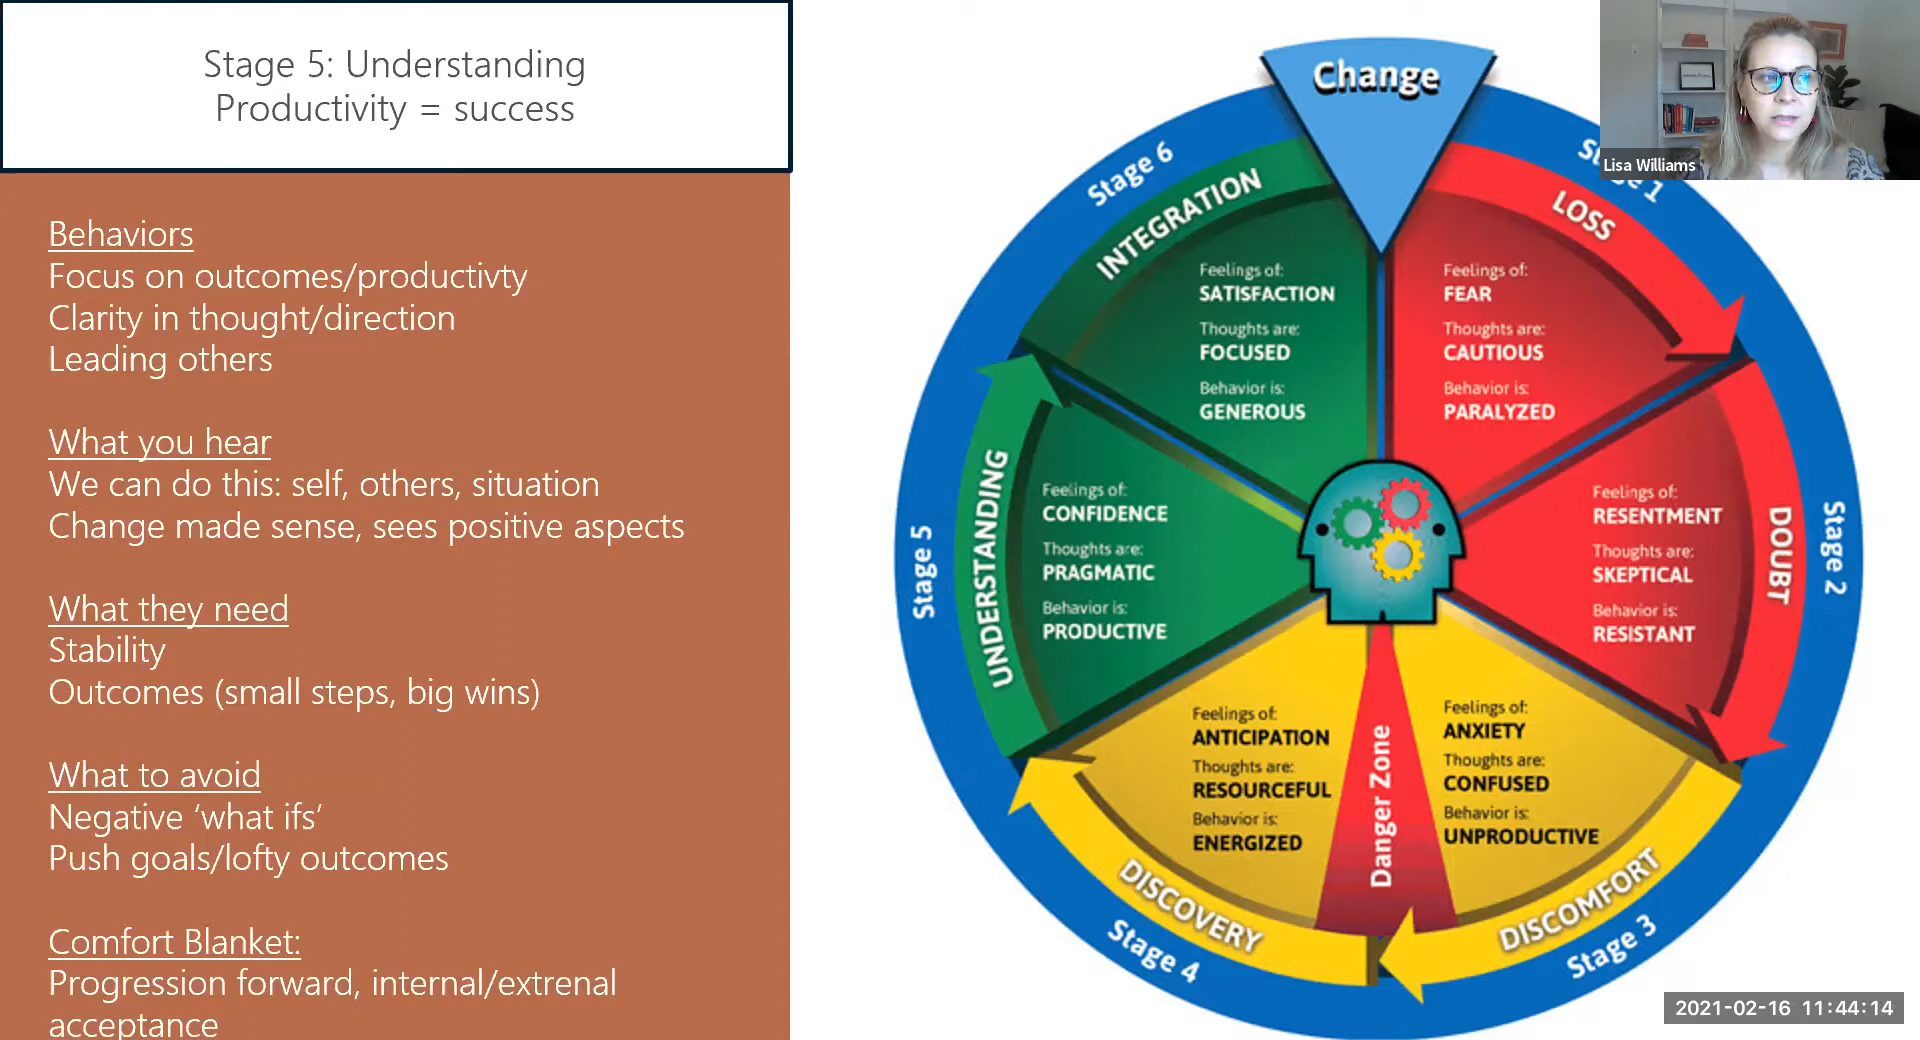 Stage 5: Understanding
Productivity = success
Behaviors
Focus on outcomes/productivty
Clarity in thought/direction
Leading others
What you hear
We can do this: self, others, situation
Change made sense, sees positive aspects
What they need
Stability
Outcomes (small steps, big wins)
What to avoid
Negative ‘what ifs’
Push goals/lofty outcomes
Comfort Blanket:
Progression forward, internal/extrenal
acceptance
Change
Stage 1
LOSS
Feelings of:
FEAR
Thoughts are:
CAUTIOUS
Behavior is:
PARALYZED
Stage 2
DOUBT
Feelings of:
RESENTMENT
Thoughts are:
SKEPTICAL
Behavior is:
RESISTANT
Stage 3
DISCOMFORT
Feelings of:
ANXIETY
Thoughts are:
CONFUSED
Behavior is:
UNPRODUCTIVE
Danger Zone
Stage 4
DISCOVERY
Feelings of:
ANTICIPATION
Thoughts are:
RESOURCEFUL
Behavior is:
ENERGIZED
Stage 5
UNDERSTANDING
Feelings of:
CONFIDENCE
Thoughts are:
PRAGMATIC
Behavior is:
PRODUCTIVE
Stage 6
INTEGRATION
Feelings of:
SATISFACTION
Thoughts are:
FOCUSED
Behavior is:
GENEROUS
Lisa Williams
2021-02-16 11:44:14